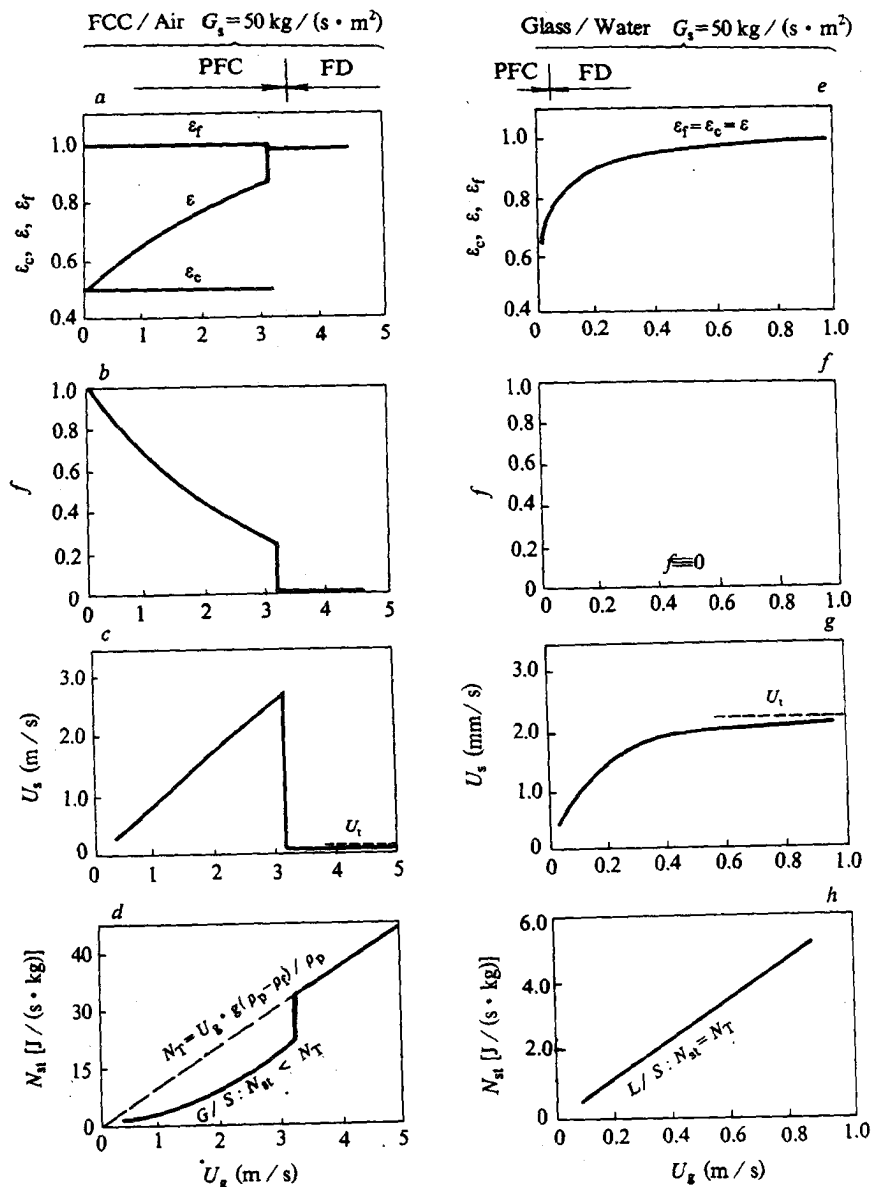 FCC / Air   G_s = 50 kg / (s • m²)
PFC   FD
a
ε_f
ε
ε_c
ε_c, ε, ε_f
1.0
0.8
0.6
0.4
0   1   2   3   4   5
b
f
1.0
0.8
0.6
0.4
0.2
0
0   1   2   3   4   5
c
U_s (m / s)
3.0
2.0
1.0
0
U_t
0   1   2   3   4   5
d
N_st [J / (s • kg)]
40
30
15
0
N_T = U_g • g(ρ_p − ρ_f) / ρ_p
G / S : N_st < N_T
0   1   2   3   4   5
U_g (m / s)
Glass / Water   G_s = 50 kg / (s • m²)
PFC   FD
e
ε_f = ε_c = ε
ε_c, ε, ε_f
1.0
0.8
0.6
0.4
0   0.2   0.4   0.6   0.8   1.0
f
f
1.0
0.8
0.6
0.4
0.2
0
f≡0
0   0.2   0.4   0.6   0.8   1.0
g
U_s (mm / s)
3.0
2.0
1.0
0
U_t
0   0.2   0.4   0.6   0.8   1.0
h
N_st [J / (s • kg)]
6.0
4.0
2.0
0
L / S : N_st = N_T
0   0.2   0.4   0.6   0.8   1.0
U_g (m / s)